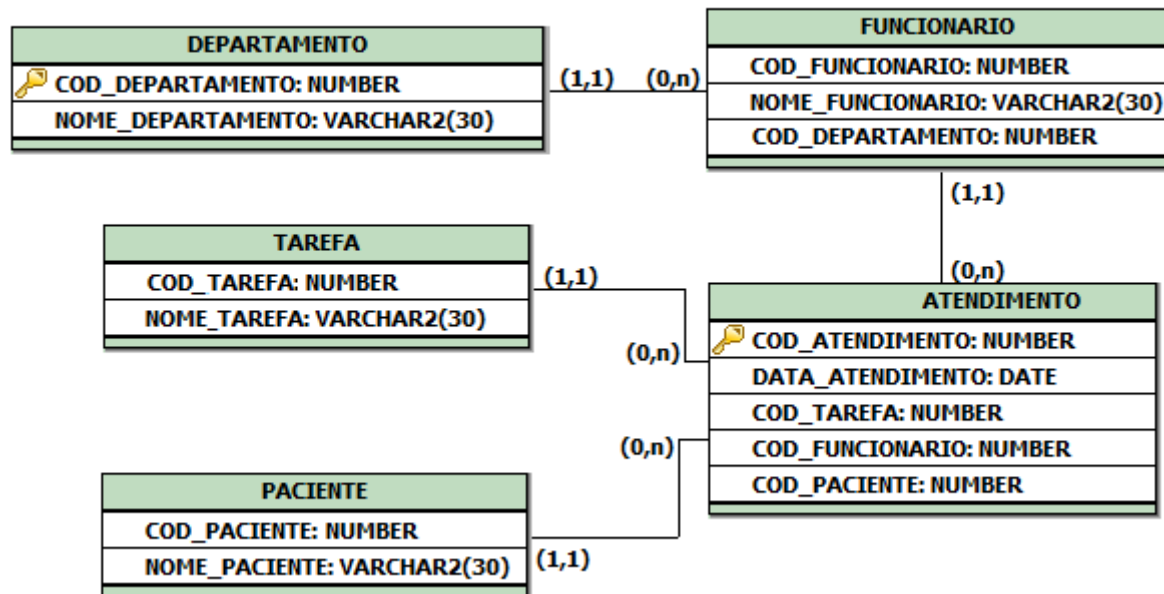 DEPARTAMENTO
COD_DEPARTAMENTO: NUMBER
NOME_DEPARTAMENTO: VARCHAR2(30)
(1,1)
(0,n)
FUNCIONARIO
COD_FUNCIONARIO: NUMBER
NOME_FUNCIONARIO: VARCHAR2(30)
COD_DEPARTAMENTO: NUMBER
(1,1)
(0,n)
TAREFA
COD_TAREFA: NUMBER
NOME_TAREFA: VARCHAR2(30)
(1,1)
(0,n)
ATENDIMENTO
COD_ATENDIMENTO: NUMBER
DATA_ATENDIMENTO: DATE
COD_TAREFA: NUMBER
COD_FUNCIONARIO: NUMBER
COD_PACIENTE: NUMBER
(0,n)
PACIENTE
COD_PACIENTE: NUMBER
NOME_PACIENTE: VARCHAR2(30)
(1,1)